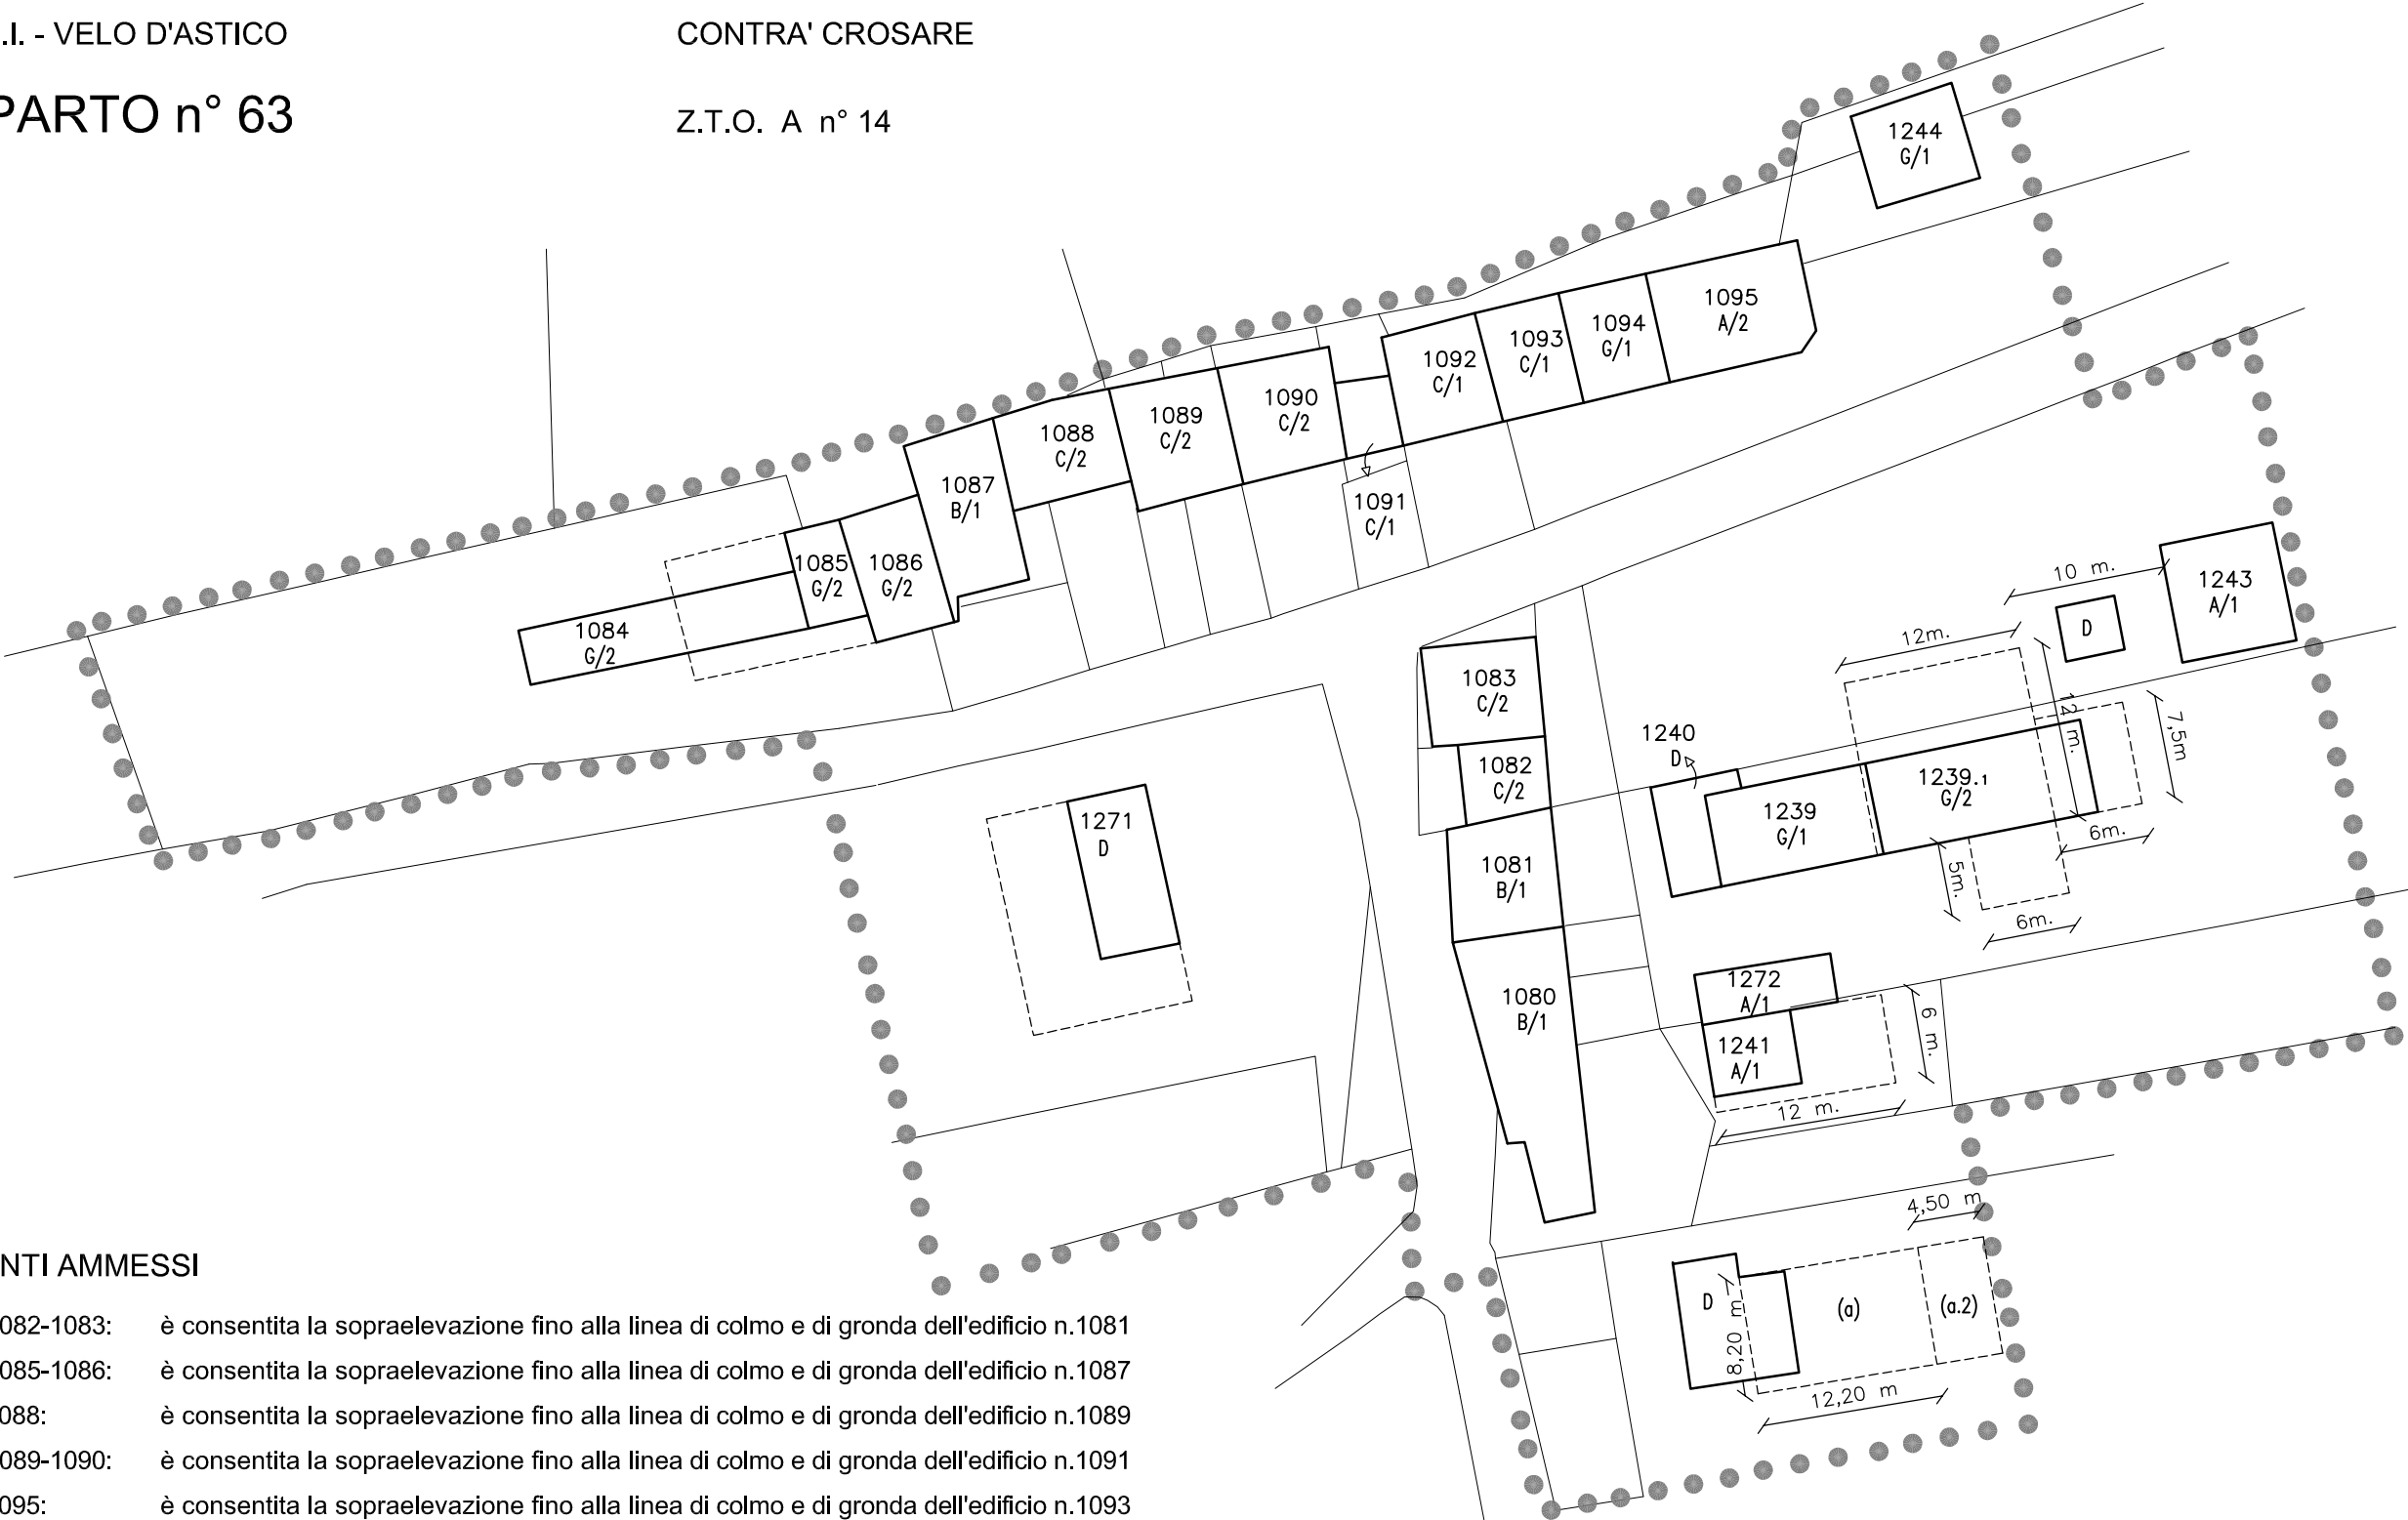 .I. - VELO D'ASTICO
CONTRA' CROSARE
PARTO n° 63
Z.T.O. A n° 14
1244
G/1
1095
A/2
1094
G/1
1093
C/1
1092
C/1
1090
C/2
1089
C/2
1088
C/2
1087
B/1
1091
C/1
1086
G/2
1085
G/2
1084
G/2
10 m.
1243
A/1
D
12m.
12 m.
7,5m
1083
C/2
1240
D
1082
C/2
1239.1
G/2
1239
G/1
6m.
1271
D
1081
B/1
5m.
6m.
1272
A/1
1080
B/1
6 m.
1241
A/1
12 m.
4,50 m
D
(a)
(a.2)
8,20 m
12,20 m
NTI AMMESSI
082-1083: è consentita la sopraelevazione fino alla linea di colmo e di gronda dell'edificio n.1081
085-1086: è consentita la sopraelevazione fino alla linea di colmo e di gronda dell'edificio n.1087
088: è consentita la sopraelevazione fino alla linea di colmo e di gronda dell'edificio n.1089
089-1090: è consentita la sopraelevazione fino alla linea di colmo e di gronda dell'edificio n.1091
095: è consentita la sopraelevazione fino alla linea di colmo e di gronda dell'edificio n.1093